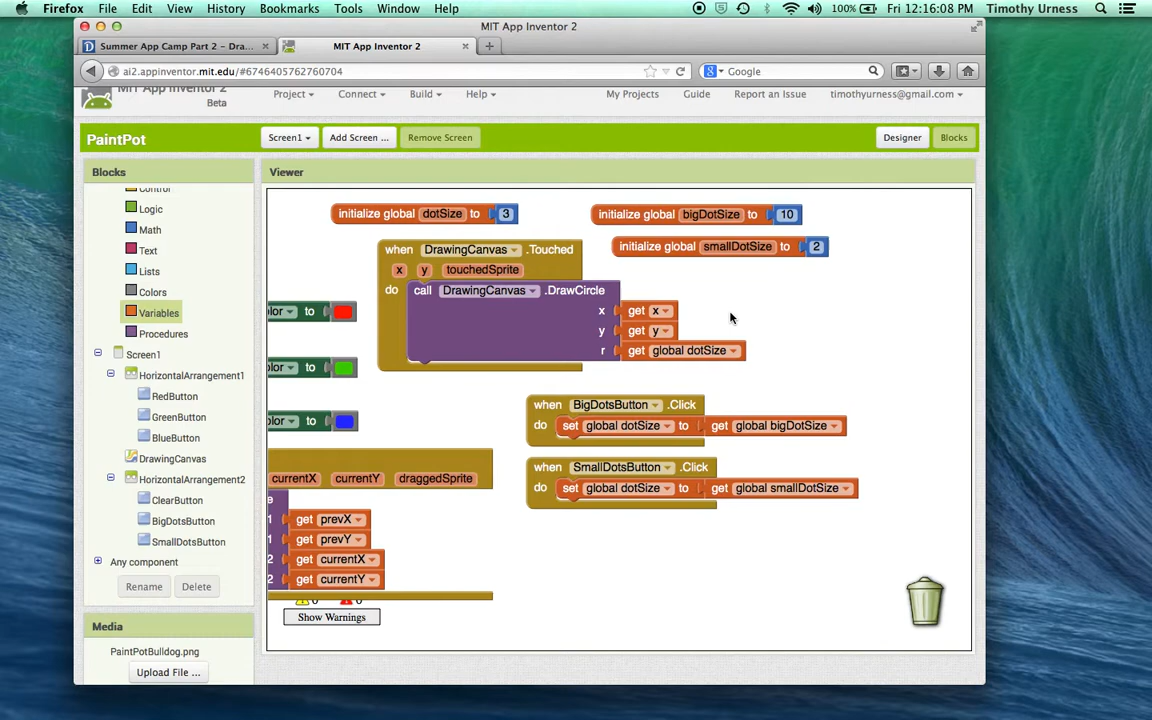 Firefox File Edit View History Bookmarks Tools Window Help 100% Fri 12:16:08 PM Timothy Urness
MIT App Inventor 2
Summer App Camp Part 2 – Dra... MIT App Inventor 2
ai2.appinventor.mit.edu/#6746405762760704 Google
MIT App Inventor 2
Beta
Project Connect Build Help My Projects Guide Report an Issue timothyurness@gmail.com
PaintPot Screen1 Add Screen ... Remove Screen Designer Blocks
Blocks Viewer
Control
Logic
Math
Text
Lists
Colors
Variables
Procedures
Screen1
HorizontalArrangement1
RedButton
GreenButton
BlueButton
DrawingCanvas
HorizontalArrangement2
ClearButton
BigDotsButton
SmallDotsButton
Any component
Rename Delete
Media
PaintPotBulldog.png
Upload File ...
initialize global dotSize to 3
initialize global bigDotSize to 10
initialize global smallDotSize to 2
when DrawingCanvas .Touched
x y touchedSprite
do call DrawingCanvas .DrawCircle
x get x
y get y
r get global dotSize
lor to
olor to
olor to
when BigDotsButton .Click
do set global dotSize to get global bigDotSize
when SmallDotsButton .Click
do set global dotSize to get global smallDotSize
currentX currentY draggedSprite
e
1 get prevX
1 get prevY
2 get currentX
2 get currentY
0 0
Show Warnings